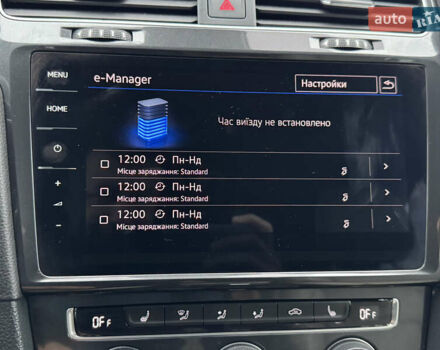 auto RIA
MENU
e-Manager
Настройки
HOME
Час виїзду не встановлено
12:00 Пн-Нд
Місце заряджання: Standard
12:00 Пн-Нд
Місце заряджання: Standard
12:00 Пн-Нд
Місце заряджання: Standard
OFF
OFF